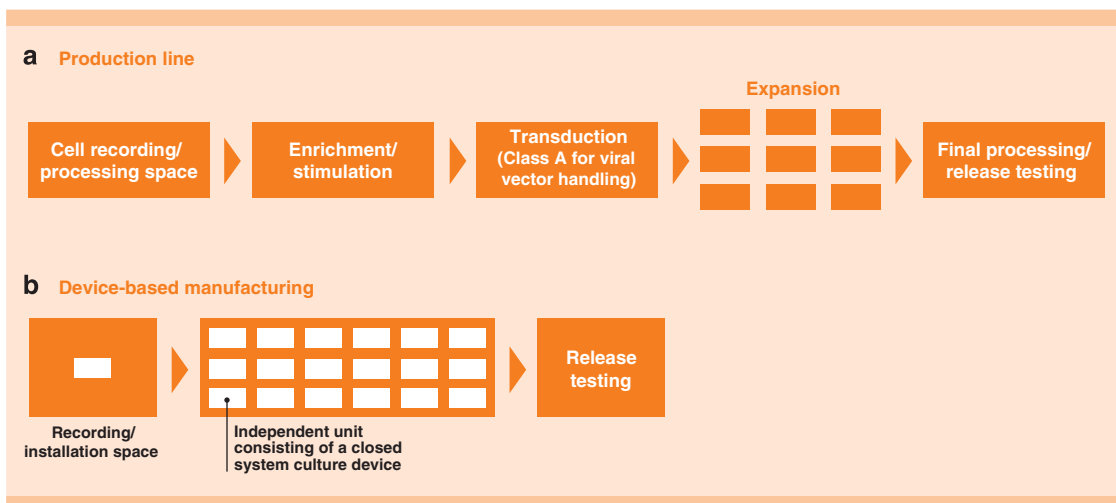 a Production line
Cell recording/
processing space
Enrichment/
stimulation
Transduction
(Class A for viral
vector handling)
Expansion
Final processing/
release testing
b Device-based manufacturing
Recording/
installation space
Independent unit
consisting of a closed
system culture device
Release
testing